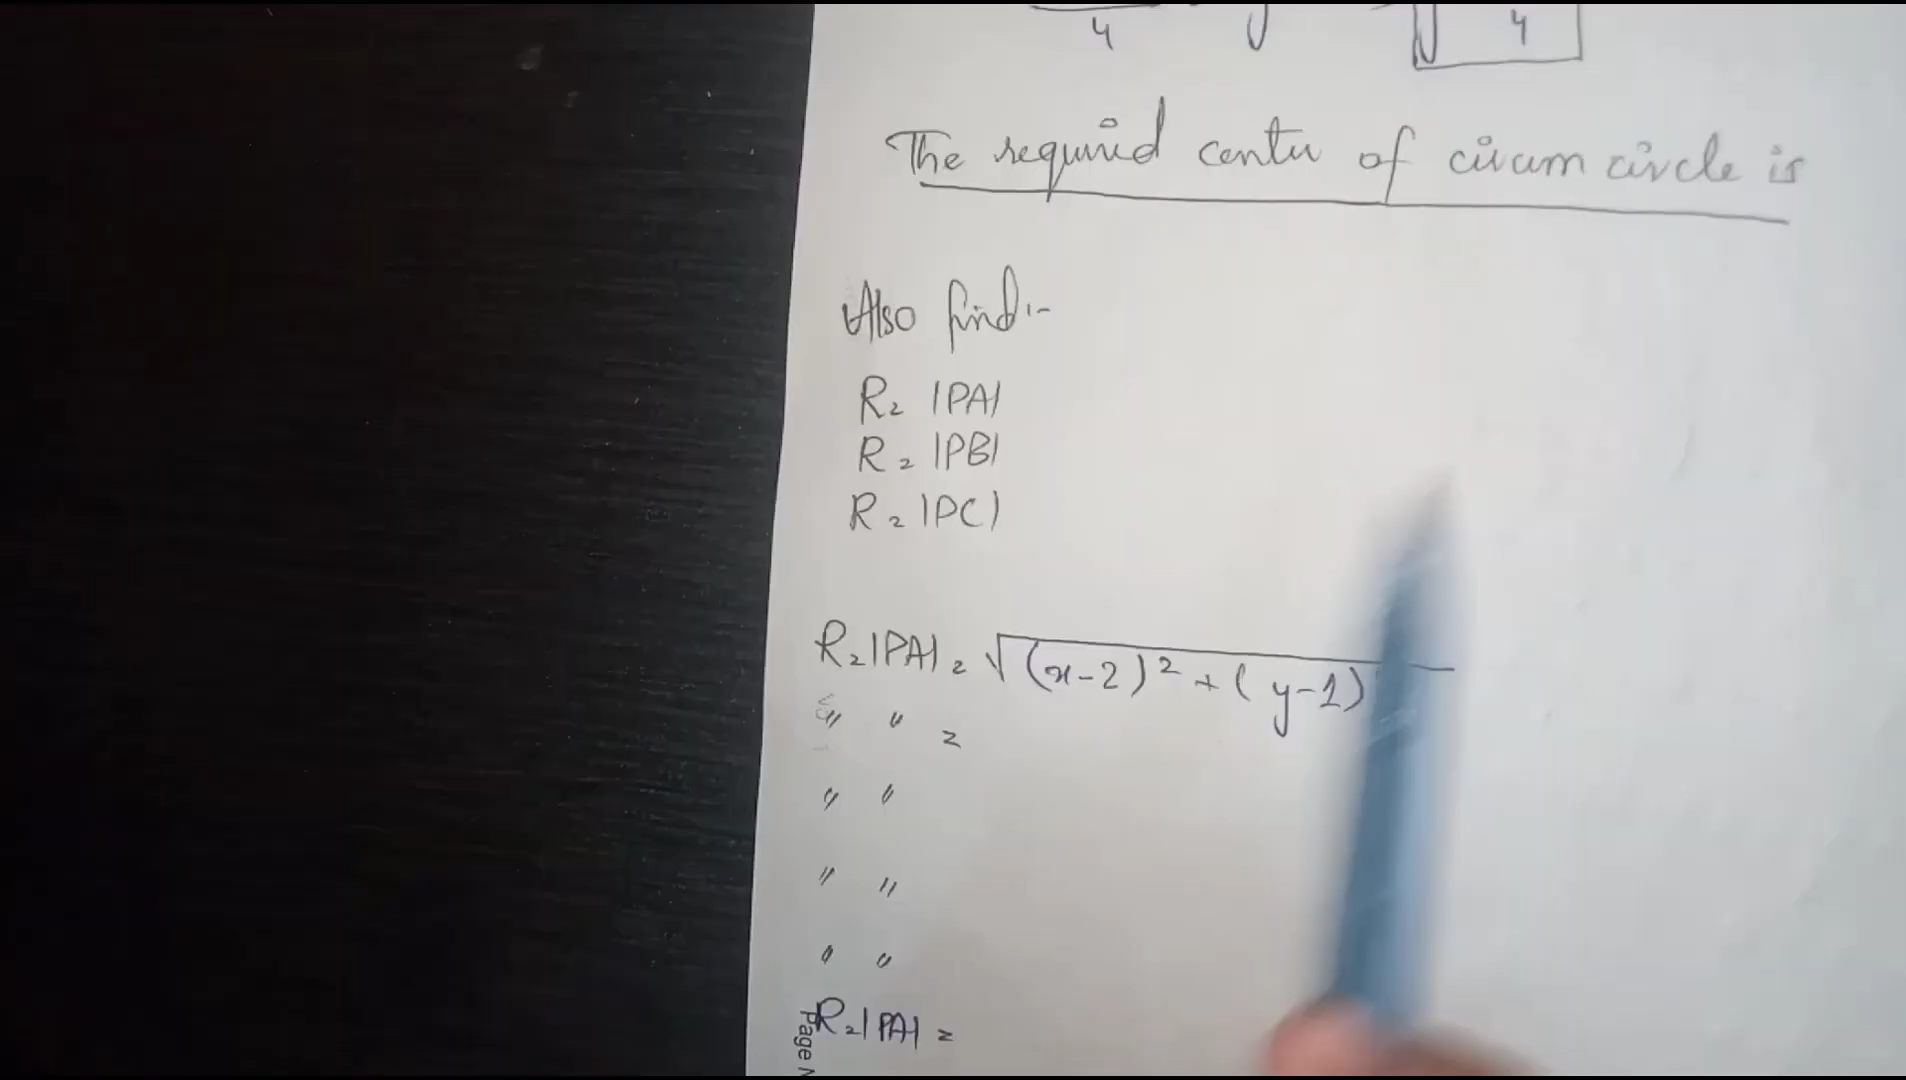 4 y 4
The required center of circum circle is
Also find:-
R = |PA|
R = |PB|
R = |PC|
R = |PA| = √(x-2)² + (y-1)
" " =
" "
" "
" "
R = |PA| =
Page N